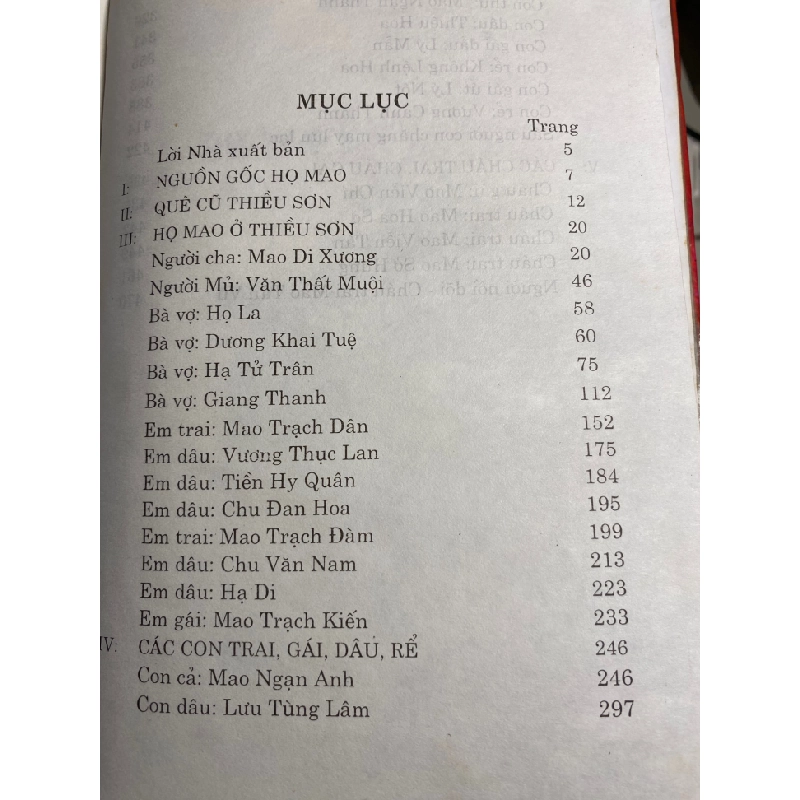 MỤC LỤC
Trang
Lời Nhà xuất bản 5
I: NGUỒN GỐC HỌ MAO 7
II: QUÊ CŨ THIỀU SƠN 12
III: HỌ MAO Ở THIỀU SƠN 20
Người cha: Mao Di Xương 20
Người Mủ: Văn Thất Muội 46
Bà vợ: Họ La 58
Bà vợ: Dương Khai Tuệ 60
Bà vợ: Hạ Tử Trân 75
Bà vợ: Giang Thanh 112
Em trai: Mao Trạch Dân 152
Em dâu: Vương Thục Lan 175
Em dâu: Tiền Hy Quân 184
Em dâu: Chu Đan Hoa 195
Em trai: Mao Trạch Đàm 199
Em dâu: Chu Văn Nam 213
Em dâu: Hạ Di 223
Em gái: Mao Trạch Kiến 233
IV: CÁC CON TRAI, GÁI, DÂU, RỂ 246
Con cả: Mao Ngạn Anh 246
Con dâu: Lưu Tùng Lâm 297